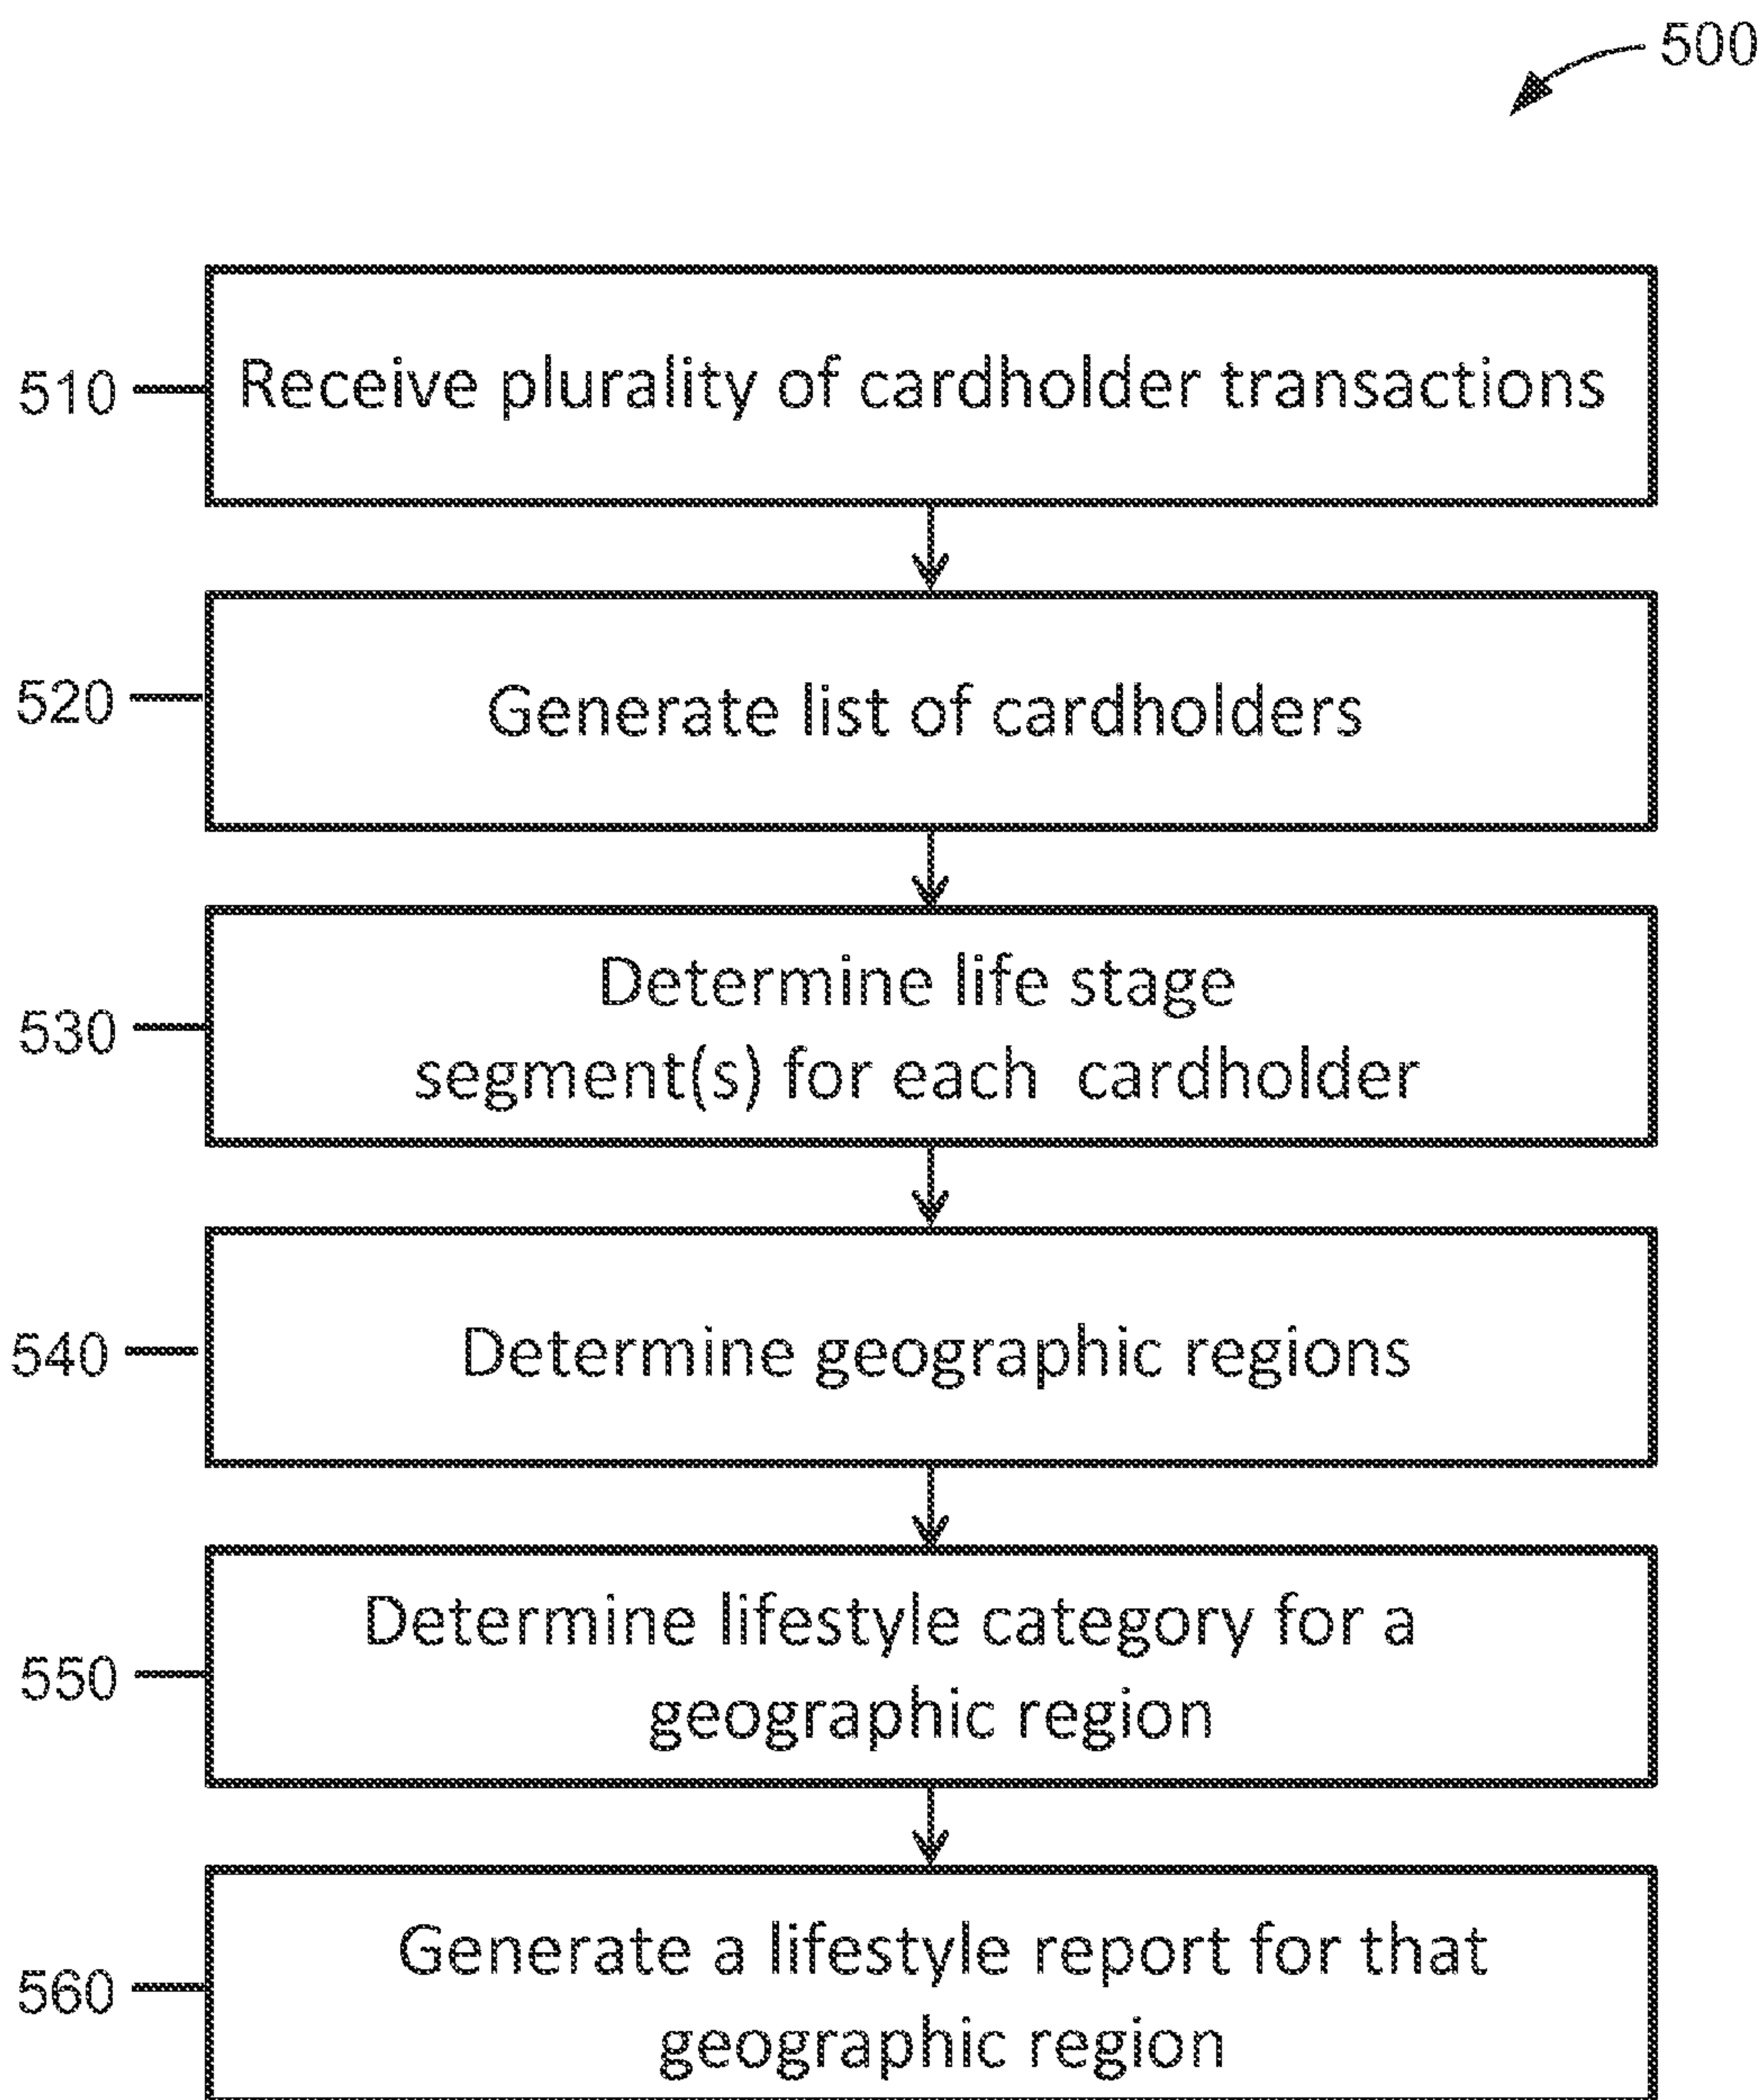 500
510
Receive plurality of cardholder transactions
520
Generate list of cardholders
530
Determine life stage
segment(s) for each cardholder
540
Determine geographic regions
550
Determine lifestyle category for a
geographic region
560
Generate a lifestyle report for that
geographic region